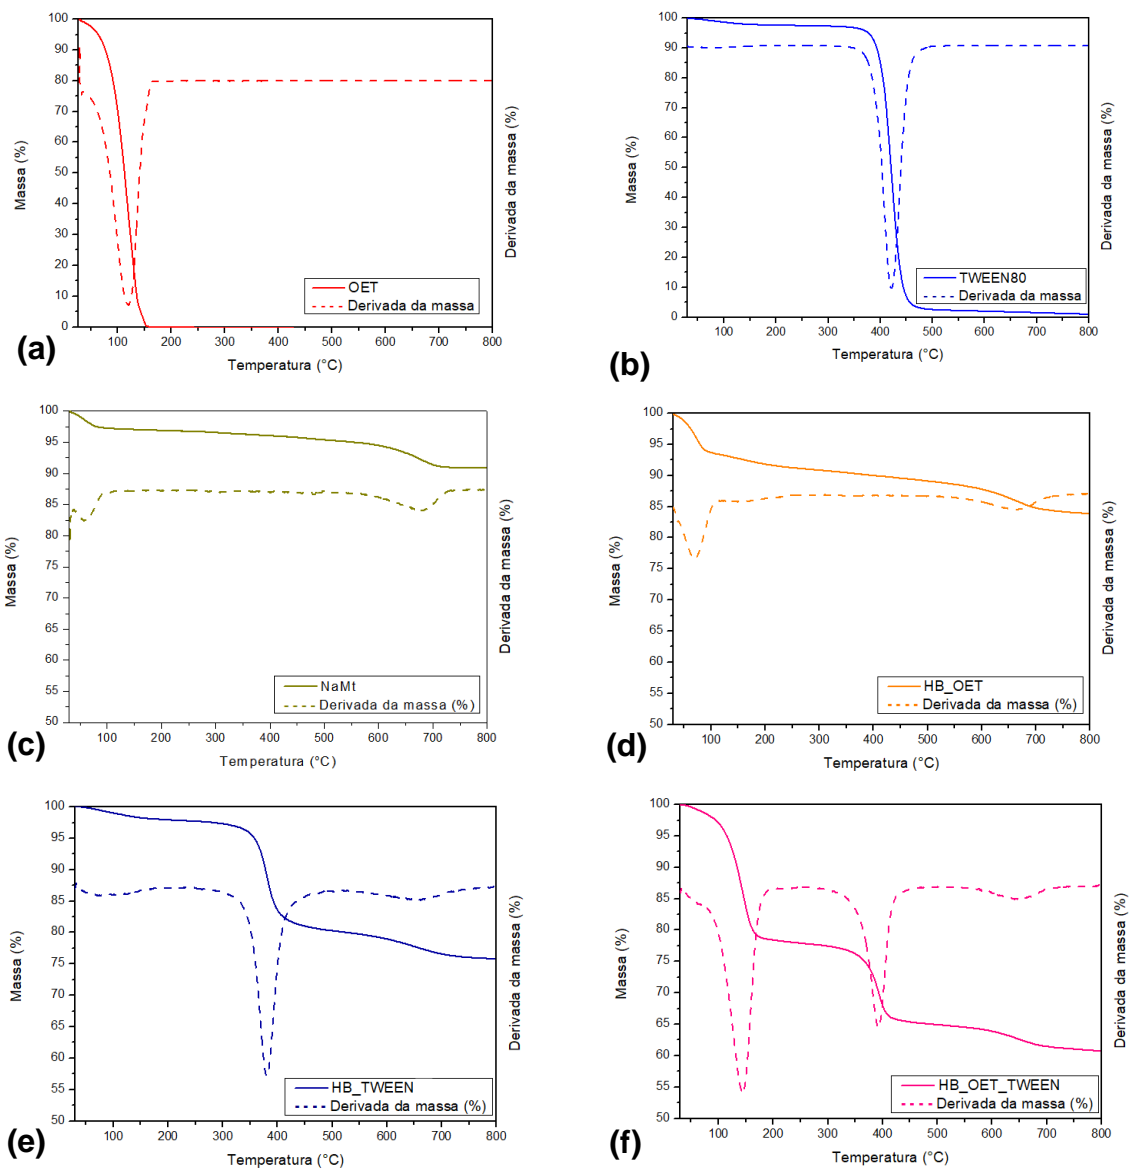 100
90
80
70
60
50
40
30
20
10
0
Massa (%)
Derivada da massa (%)
OET
Derivada da massa
100 200 300 400 500 600 700 800
Temperatura (°C)
(a)
100
90
80
70
60
50
40
30
20
10
0
Massa (%)
Derivada da massa (%)
TWEEN80
Derivada da massa
100 200 300 400 500 600 700 800
Temperatura (°C)
(b)
100
95
90
85
80
75
70
65
60
55
50
Massa (%)
Derivada da massa (%)
NaMt
Derivada da massa (%)
100 200 300 400 500 600 700 800
Temperatura (°C)
(c)
100
95
90
85
80
75
70
65
60
55
50
Massa (%)
Derivada da massa (%)
HB_OET
Derivada da massa (%)
100 200 300 400 500 600 700 800
Temperatura (°C)
(d)
100
95
90
85
80
75
70
65
60
55
50
Massa (%)
Derivada da massa (%)
HB_TWEEN
Derivada da massa (%)
100 200 300 400 500 600 700 800
Temperatura (°C)
(e)
100
95
90
85
80
75
70
65
60
55
50
Massa (%)
Derivada da massa (%)
HB_OET_TWEEN
Derivada da massa (%)
100 200 300 400 500 600 700 800
Temperatura (°C)
(f)